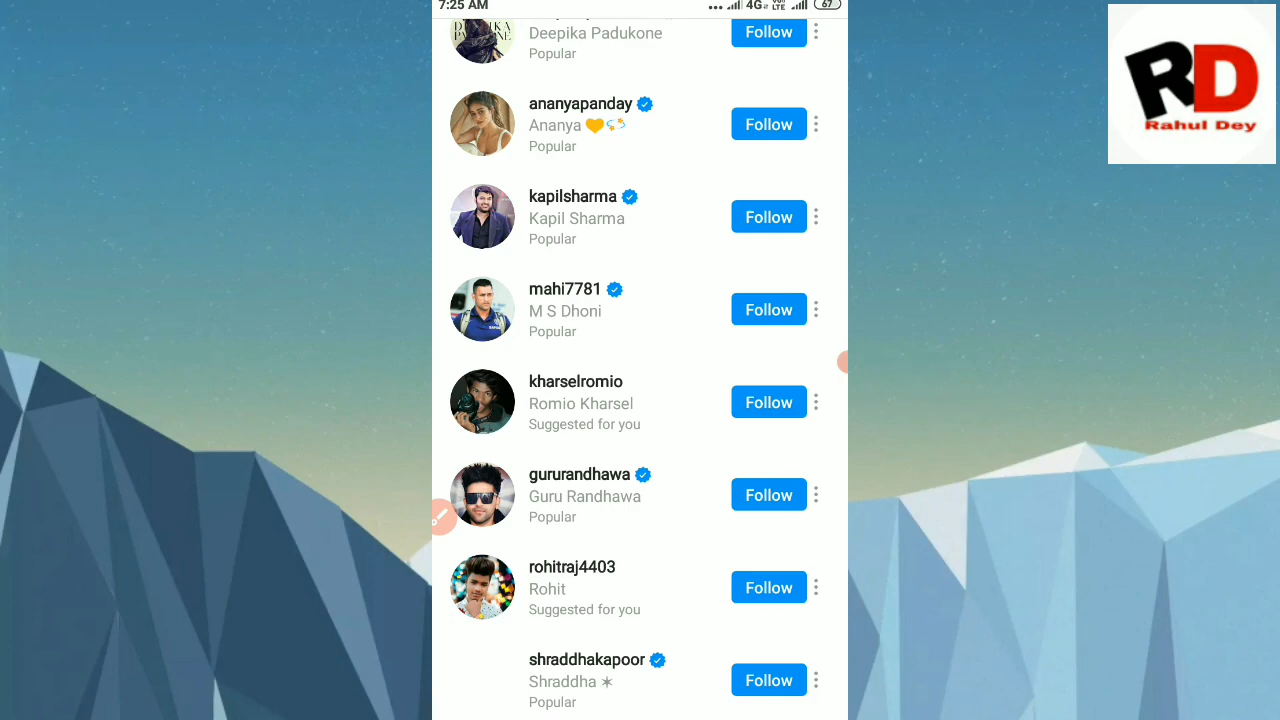 7:25 AM
4G
VoLTE
67
RD
Rahul Dey
Deepika Padukone
Popular
Follow
ananyapanday
Ananya 🧡💫
Popular
Follow
kapilsharma
Kapil Sharma
Popular
Follow
mahi7781
M S Dhoni
Popular
Follow
kharselromio
Romio Kharsel
Suggested for you
Follow
gururandhawa
Guru Randhawa
Popular
Follow
rohitraj4403
Rohit
Suggested for you
Follow
shraddhakapoor
Shraddha ✶
Popular
Follow